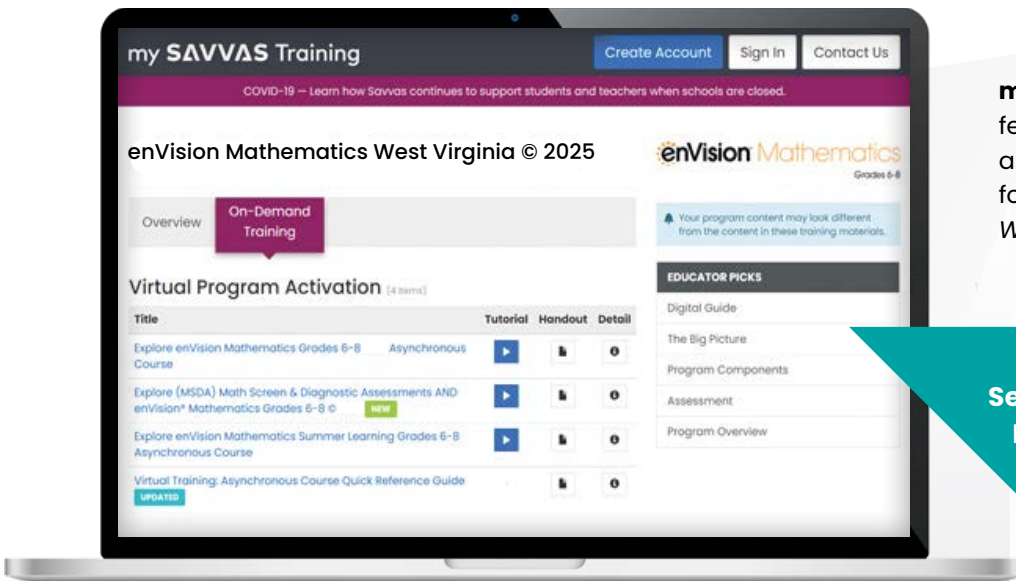 my SAVVAS Training
Create Account
Sign In
Contact Us
COVID-19 – Learn how Savvas continues to support students and teachers when schools are closed.
enVision Mathematics West Virginia © 2025
enVision Mathematics
Grades 6-8
Overview
On-Demand
Training
Your program content may look different
from the content in these training materials.
Virtual Program Activation (4 items)
Title Tutorial Handout Detail
Explore enVision Mathematics Grades 6-8 Asynchronous
Course
Explore (MSDA) Math Screen & Diagnostic Assessments AND
enVision® Mathematics Grades 6-8 © NEW
Explore enVision Mathematics Summer Learning Grades 6-8
Asynchronous Course
Virtual Training: Asynchronous Course Quick Reference Guide
UPDATED
EDUCATOR PICKS
Digital Guide
The Big Picture
Program Components
Assessment
Program Overview
m
fe
a
fo
W
Se